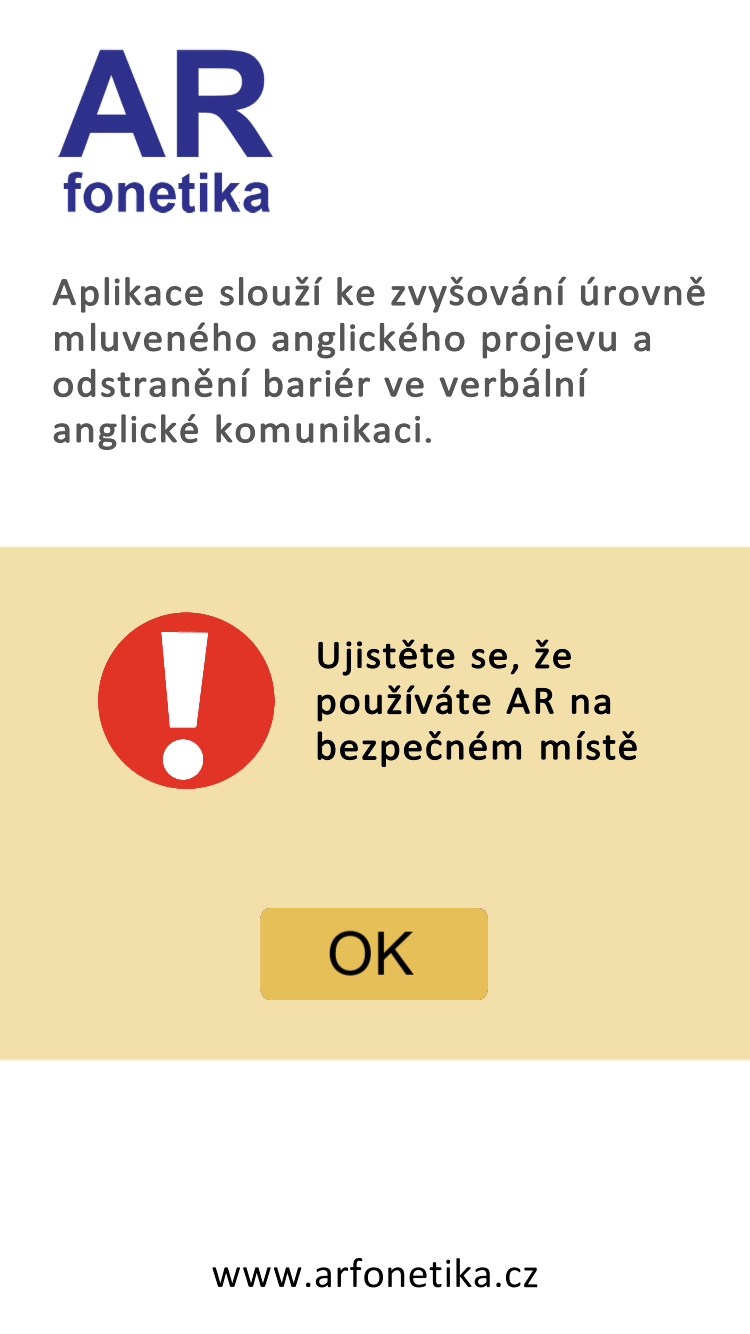 AR
fonetika
Aplikace slouží ke zvyšování úrovně
mluveného anglického projevu a
odstranění bariér ve verbální
anglické komunikaci.
Ujistěte se, že
používáte AR na
bezpečném místě
OK
www.arfonetika.cz